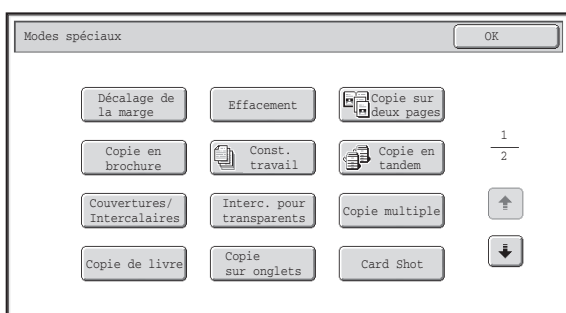 Modes spéciaux
OK
Décalage de
la marge
Effacement
Copie sur
deux pages
Copie en
brochure
Const.
travail
Copie en
tandem
1
2
Couvertures/
Intercalaires
Interc. pour
transparents
Copie multiple
Copie de livre
Copie
sur onglets
Card Shot